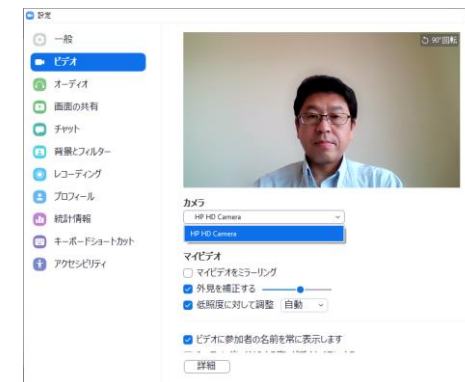 設定
一般
ビデオ
オーディオ
画面の共有
チャット
背景とフィルター
レコーディング
プロフィール
統計情報
キーボードショートカット
アクセシビリティ
90°回転
カメラ
HP HD Camera
HP HD Camera
マイビデオ
マイビデオをミラーリング
外見を補正する
低照度に対して調整 自動
ビデオに参加者の名前を常に表示します
詳細